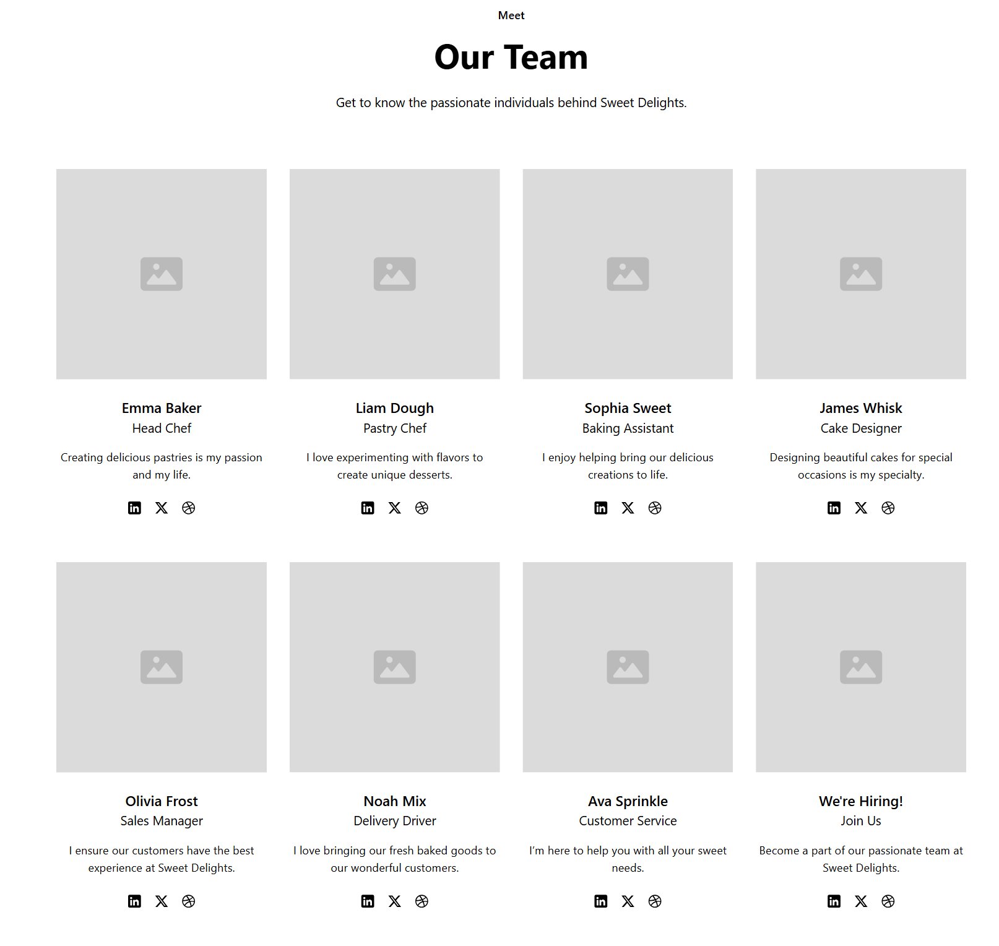 Meet
Our Team
Get to know the passionate individuals behind Sweet Delights.
Emma Baker
Head Chef
Creating delicious pastries is my passion
and my life.
Liam Dough
Pastry Chef
I love experimenting with flavors to
create unique desserts.
Sophia Sweet
Baking Assistant
I enjoy helping bring our delicious
creations to life.
James Whisk
Cake Designer
Designing beautiful cakes for special
occasions is my specialty.
Olivia Frost
Sales Manager
I ensure our customers have the best
experience at Sweet Delights.
Noah Mix
Delivery Driver
I love bringing our fresh baked goods to
our wonderful customers.
Ava Sprinkle
Customer Service
I’m here to help you with all your sweet
needs.
We're Hiring!
Join Us
Become a part of our passionate team at
Sweet Delights.